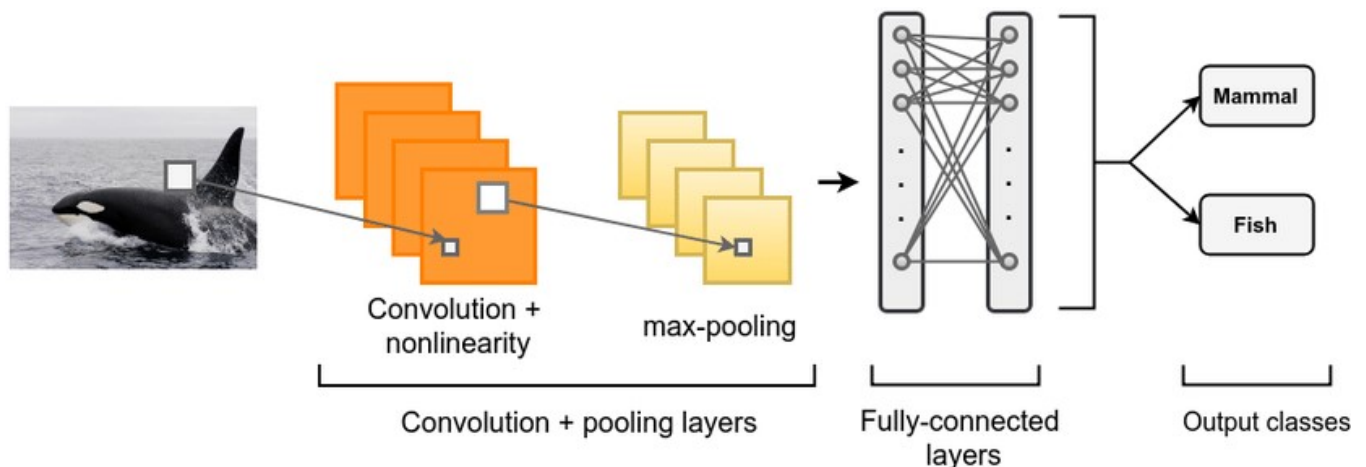 Mammal
Fish
Convolution +
nonlinearity
max-pooling
Convolution + pooling layers
Fully-connected
layers
Output classes